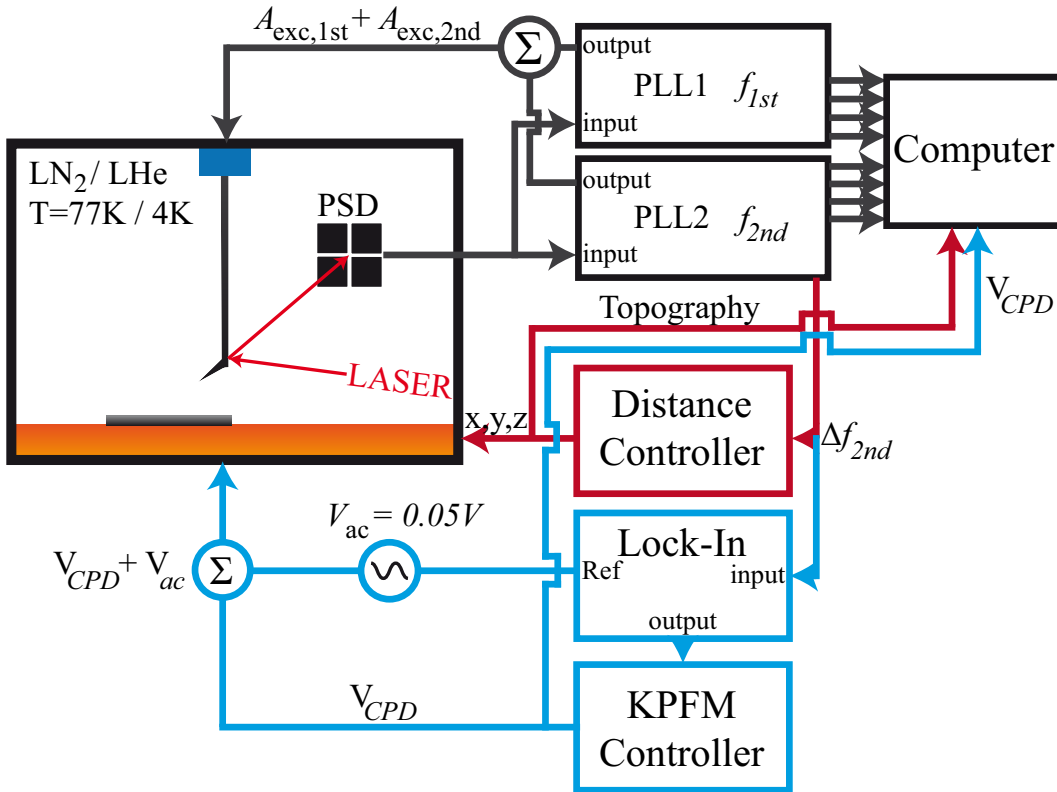 A_exc,1st + A_exc,2nd
Σ
output
PLL1 f_1st
input
Computer
LN₂ / LHe
T=77K / 4K
PSD
output
PLL2 f_2nd
input
LASER
Topography
V_CPD
x,y,z
Distance
Controller
Δf_2nd
V_ac = 0.05V
V_CPD + V_ac
Σ
Lock-In
Ref
input
output
V_CPD
KPFM
Controller